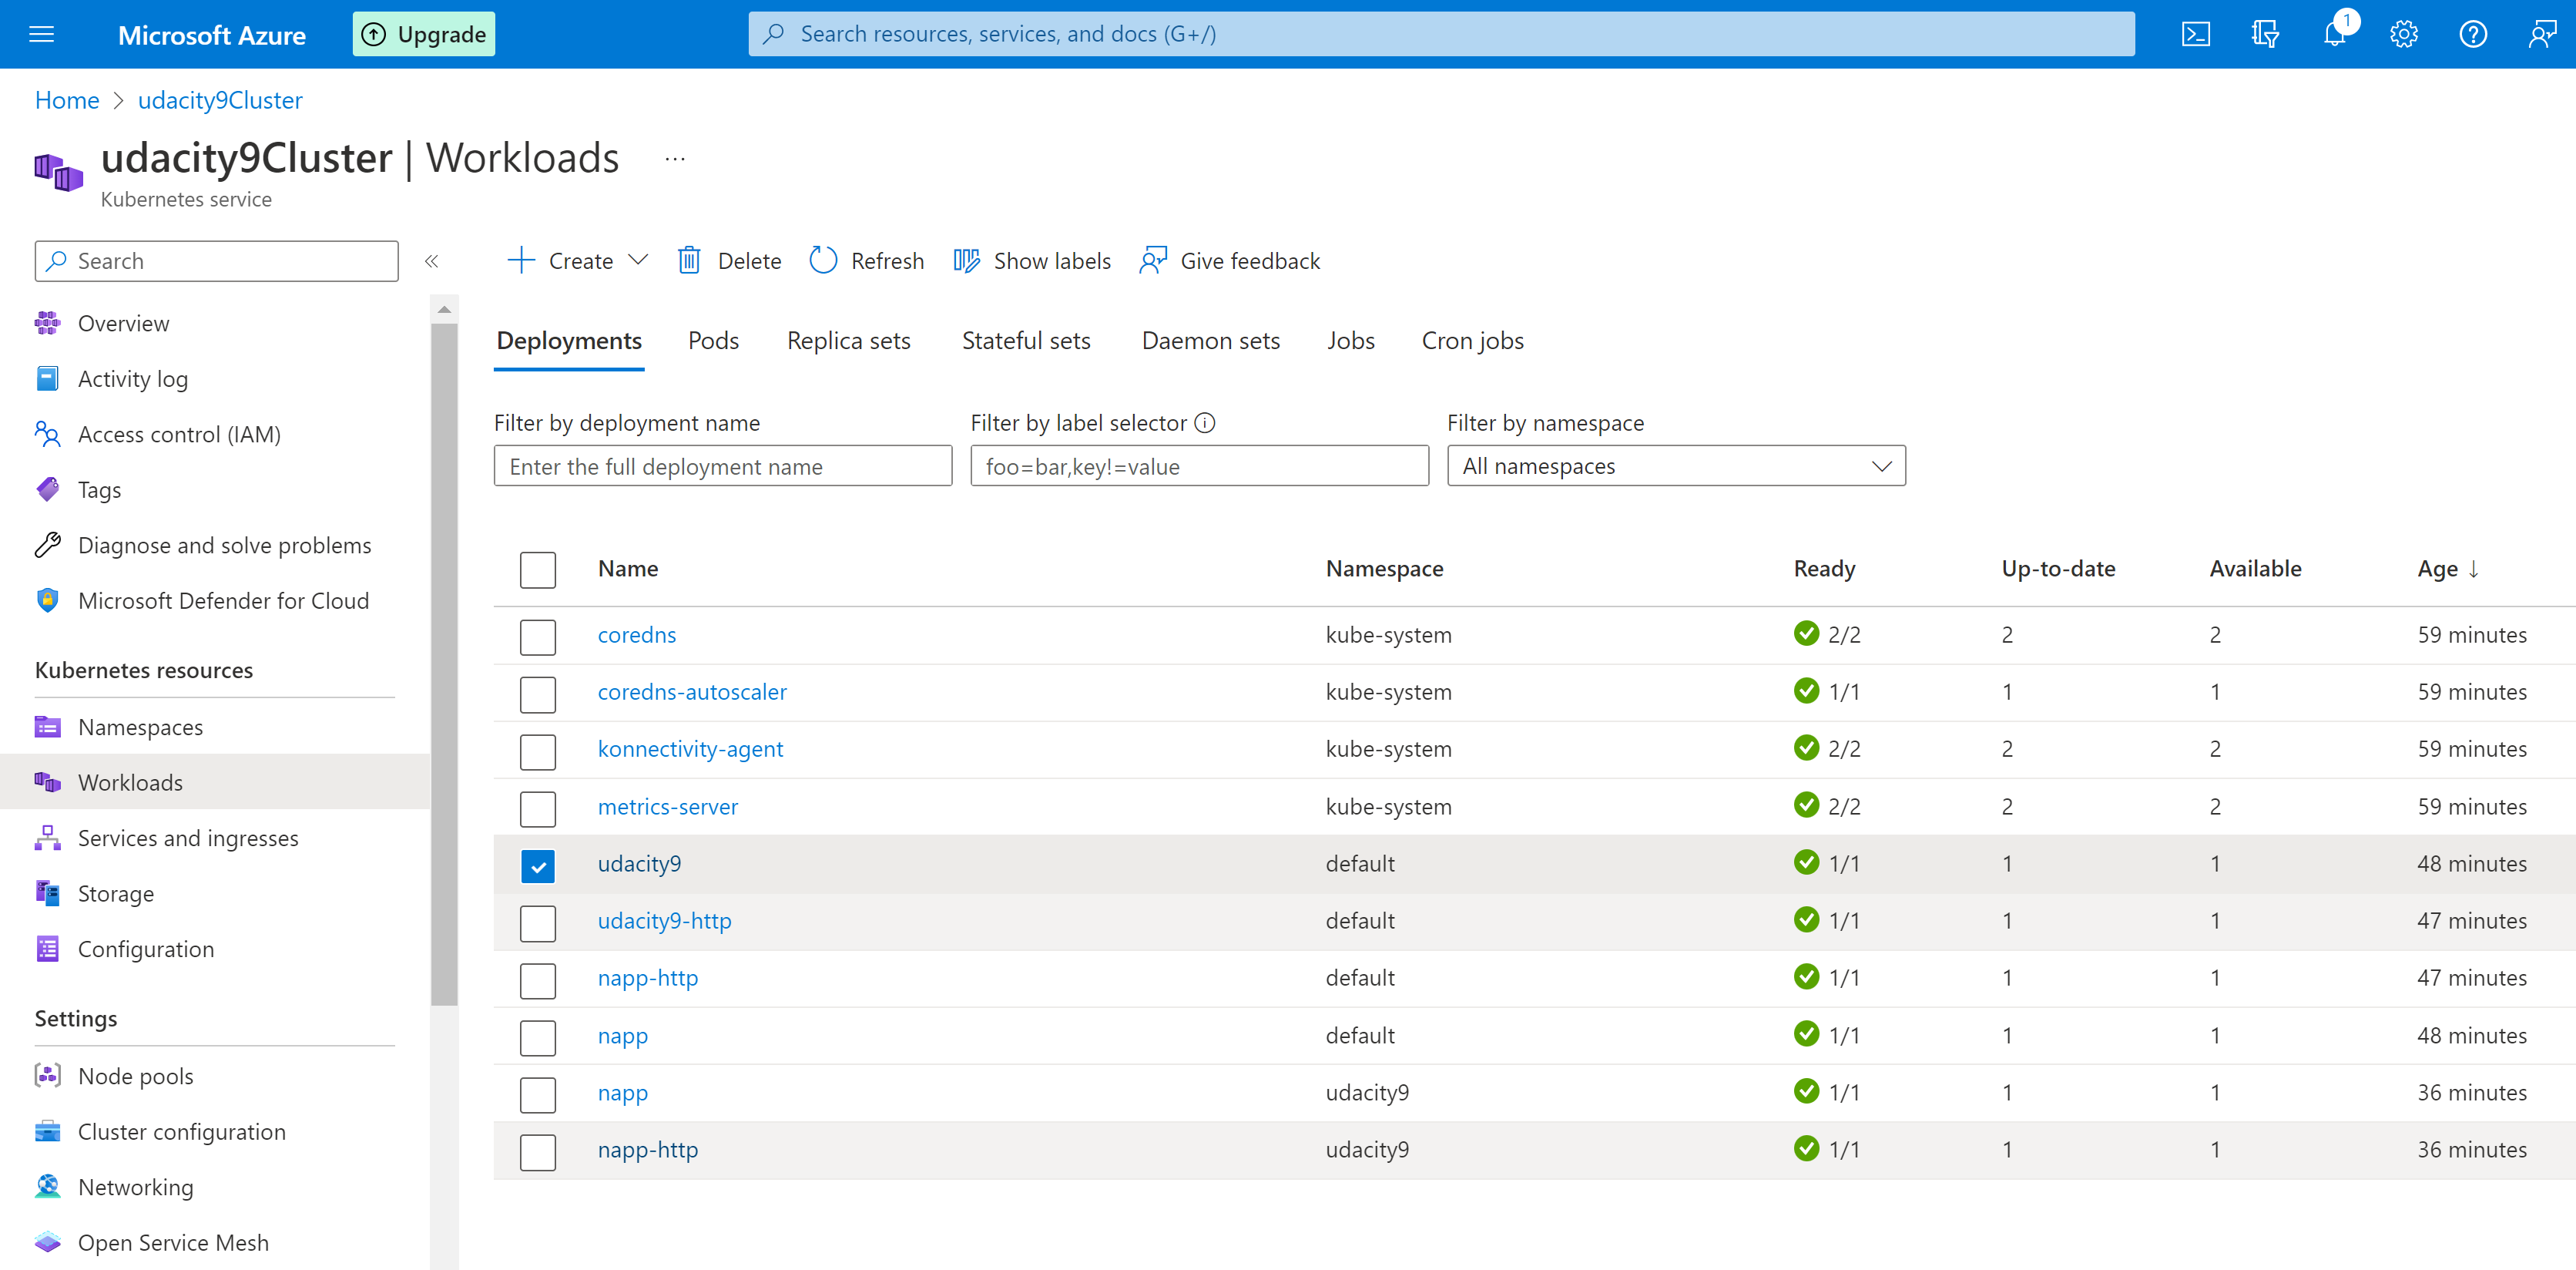 Microsoft Azure
Upgrade
Search resources, services, and docs (G+/)
1
Home > udacity9Cluster
udacity9Cluster | Workloads ...
Kubernetes service
Search
«
Create
Delete
Refresh
Show labels
Give feedback
Overview
Activity log
Access control (IAM)
Tags
Diagnose and solve problems
Microsoft Defender for Cloud
Kubernetes resources
Namespaces
Workloads
Services and ingresses
Storage
Configuration
Settings
Node pools
Cluster configuration
Networking
Open Service Mesh
Deployments Pods Replica sets Stateful sets Daemon sets Jobs Cron jobs
Filter by deployment name
Enter the full deployment name
Filter by label selector
foo=bar,key!=value
Filter by namespace
All namespaces
Name Namespace Ready Up-to-date Available Age ↓
coredns kube-system 2/2 2 2 59 minutes
coredns-autoscaler kube-system 1/1 1 1 59 minutes
konnectivity-agent kube-system 2/2 2 2 59 minutes
metrics-server kube-system 2/2 2 2 59 minutes
udacity9 default 1/1 1 1 48 minutes
udacity9-http default 1/1 1 1 47 minutes
napp-http default 1/1 1 1 47 minutes
napp default 1/1 1 1 48 minutes
napp udacity9 1/1 1 1 36 minutes
napp-http udacity9 1/1 1 1 36 minutes